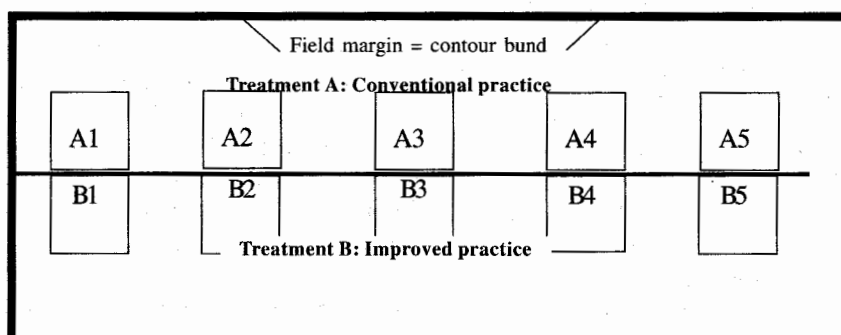 Field margin = contour bund
Treatment A: Conventional practice
A1 A2 A3 A4 A5
B1 B2 B3 B4 B5
Treatment B: Improved practice